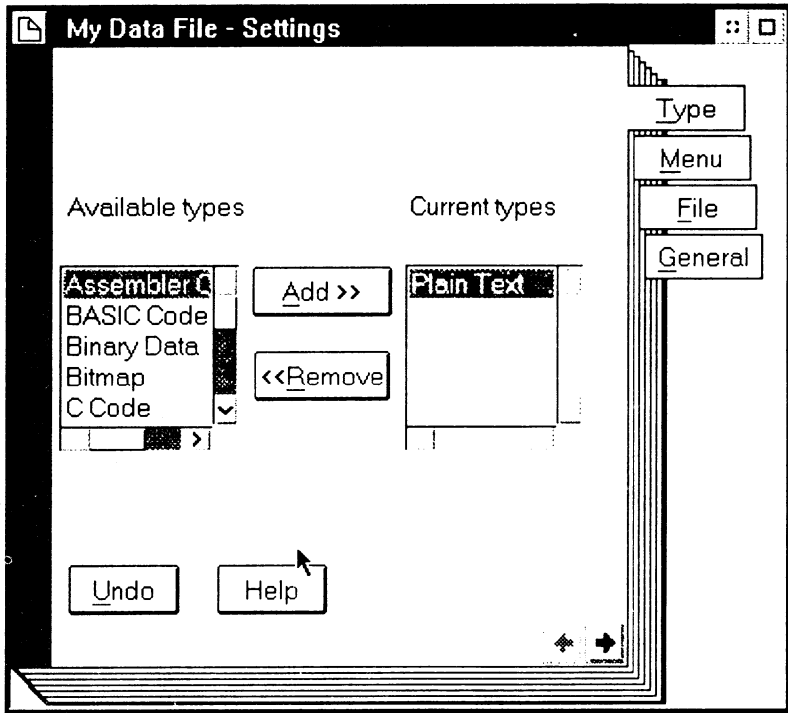 My Data File - Settings
Type
Menu
File
General
Available types
Current types
Assembler C
BASIC Code
Binary Data
Bitmap
C Code
Add >>
<<Remove
Plain Text
Undo
Help